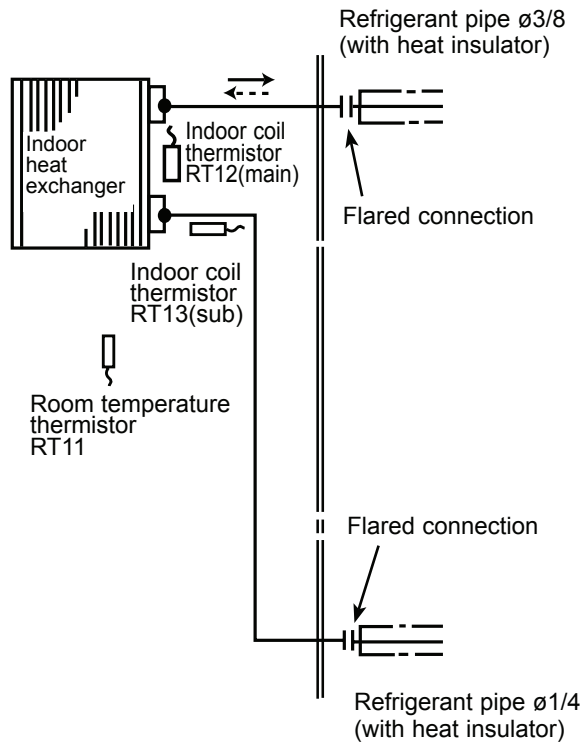 Refrigerant pipe ø3/8
(with heat insulator)
Indoor
heat
exchanger
Indoor coil
thermistor
RT12(main)
Flared connection
Indoor coil
thermistor
RT13(sub)
Room temperature
thermistor
RT11
Flared connection
Refrigerant pipe ø1/4
(with heat insulator)